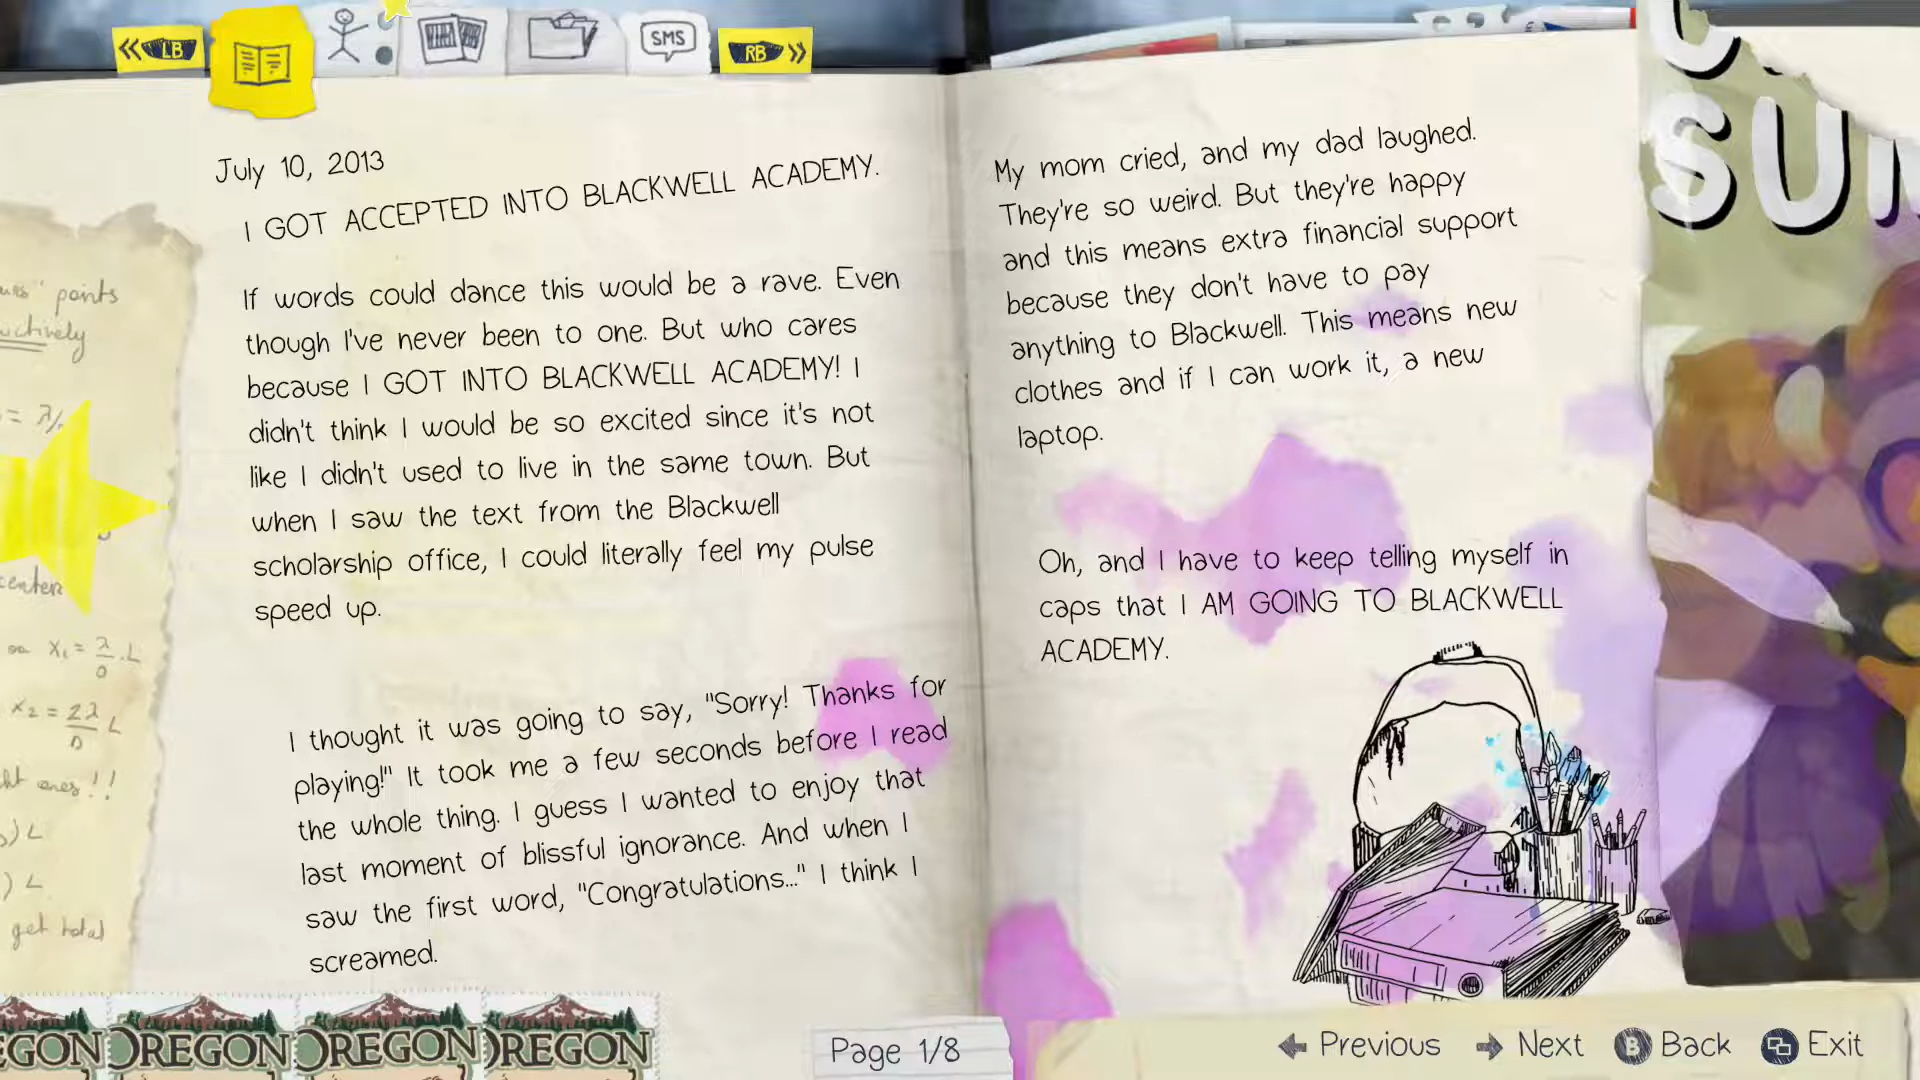 LB
SMS
RB
SUN
July 10, 2013
I GOT ACCEPTED INTO BLACKWELL ACADEMY.
If words could dance this would be a rave. Even
though I've never been to one. But who cares
because I GOT INTO BLACKWELL ACADEMY! I
didn't think I would be so excited since it's not
like I didn't used to live in the same town. But
when I saw the text from the Blackwell
scholarship office, I could literally feel my pulse
speed up.
I thought it was going to say, "Sorry! Thanks for
playing!" It took me a few seconds before I read
the whole thing. I guess I wanted to enjoy that
last moment of blissful ignorance. And when I
saw the first word, "Congratulations..." I think I
screamed.
My mom cried, and my dad laughed.
They're so weird. But they're happy
and this means extra financial support
because they don't have to pay
anything to Blackwell. This means new
clothes and if I can work it, a new
laptop.
Oh, and I have to keep telling myself in
caps that I AM GOING TO BLACKWELL
ACADEMY.
points
get total
EGON OREGON OREGON OREGON
Page 1/8
Previous Next B Back Exit